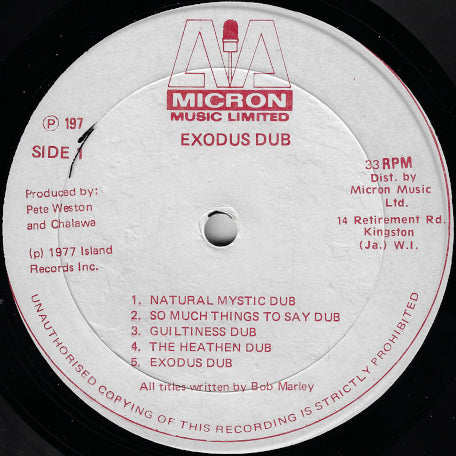 MICRON
MUSIC LIMITED
EXODUS DUB
℗ 197
SIDE 1
33 RPM
Dist. by
Micron Music
Ltd.
14 Retirement Rd.
Kingston
(Ja.) W.I.
Produced by:
Pete Weston
and Chalawa
(p) 1977 Island
Records Inc.
1. NATURAL MYSTIC DUB
2. SO MUCH THINGS TO SAY DUB
3. GUILTINESS DUB
4. THE HEATHEN DUB
5. EXODUS DUB
All titles written by Bob Marley
UNAUTHORISED COPYING OF THIS RECORDING IS STRICTLY PROHIBITED